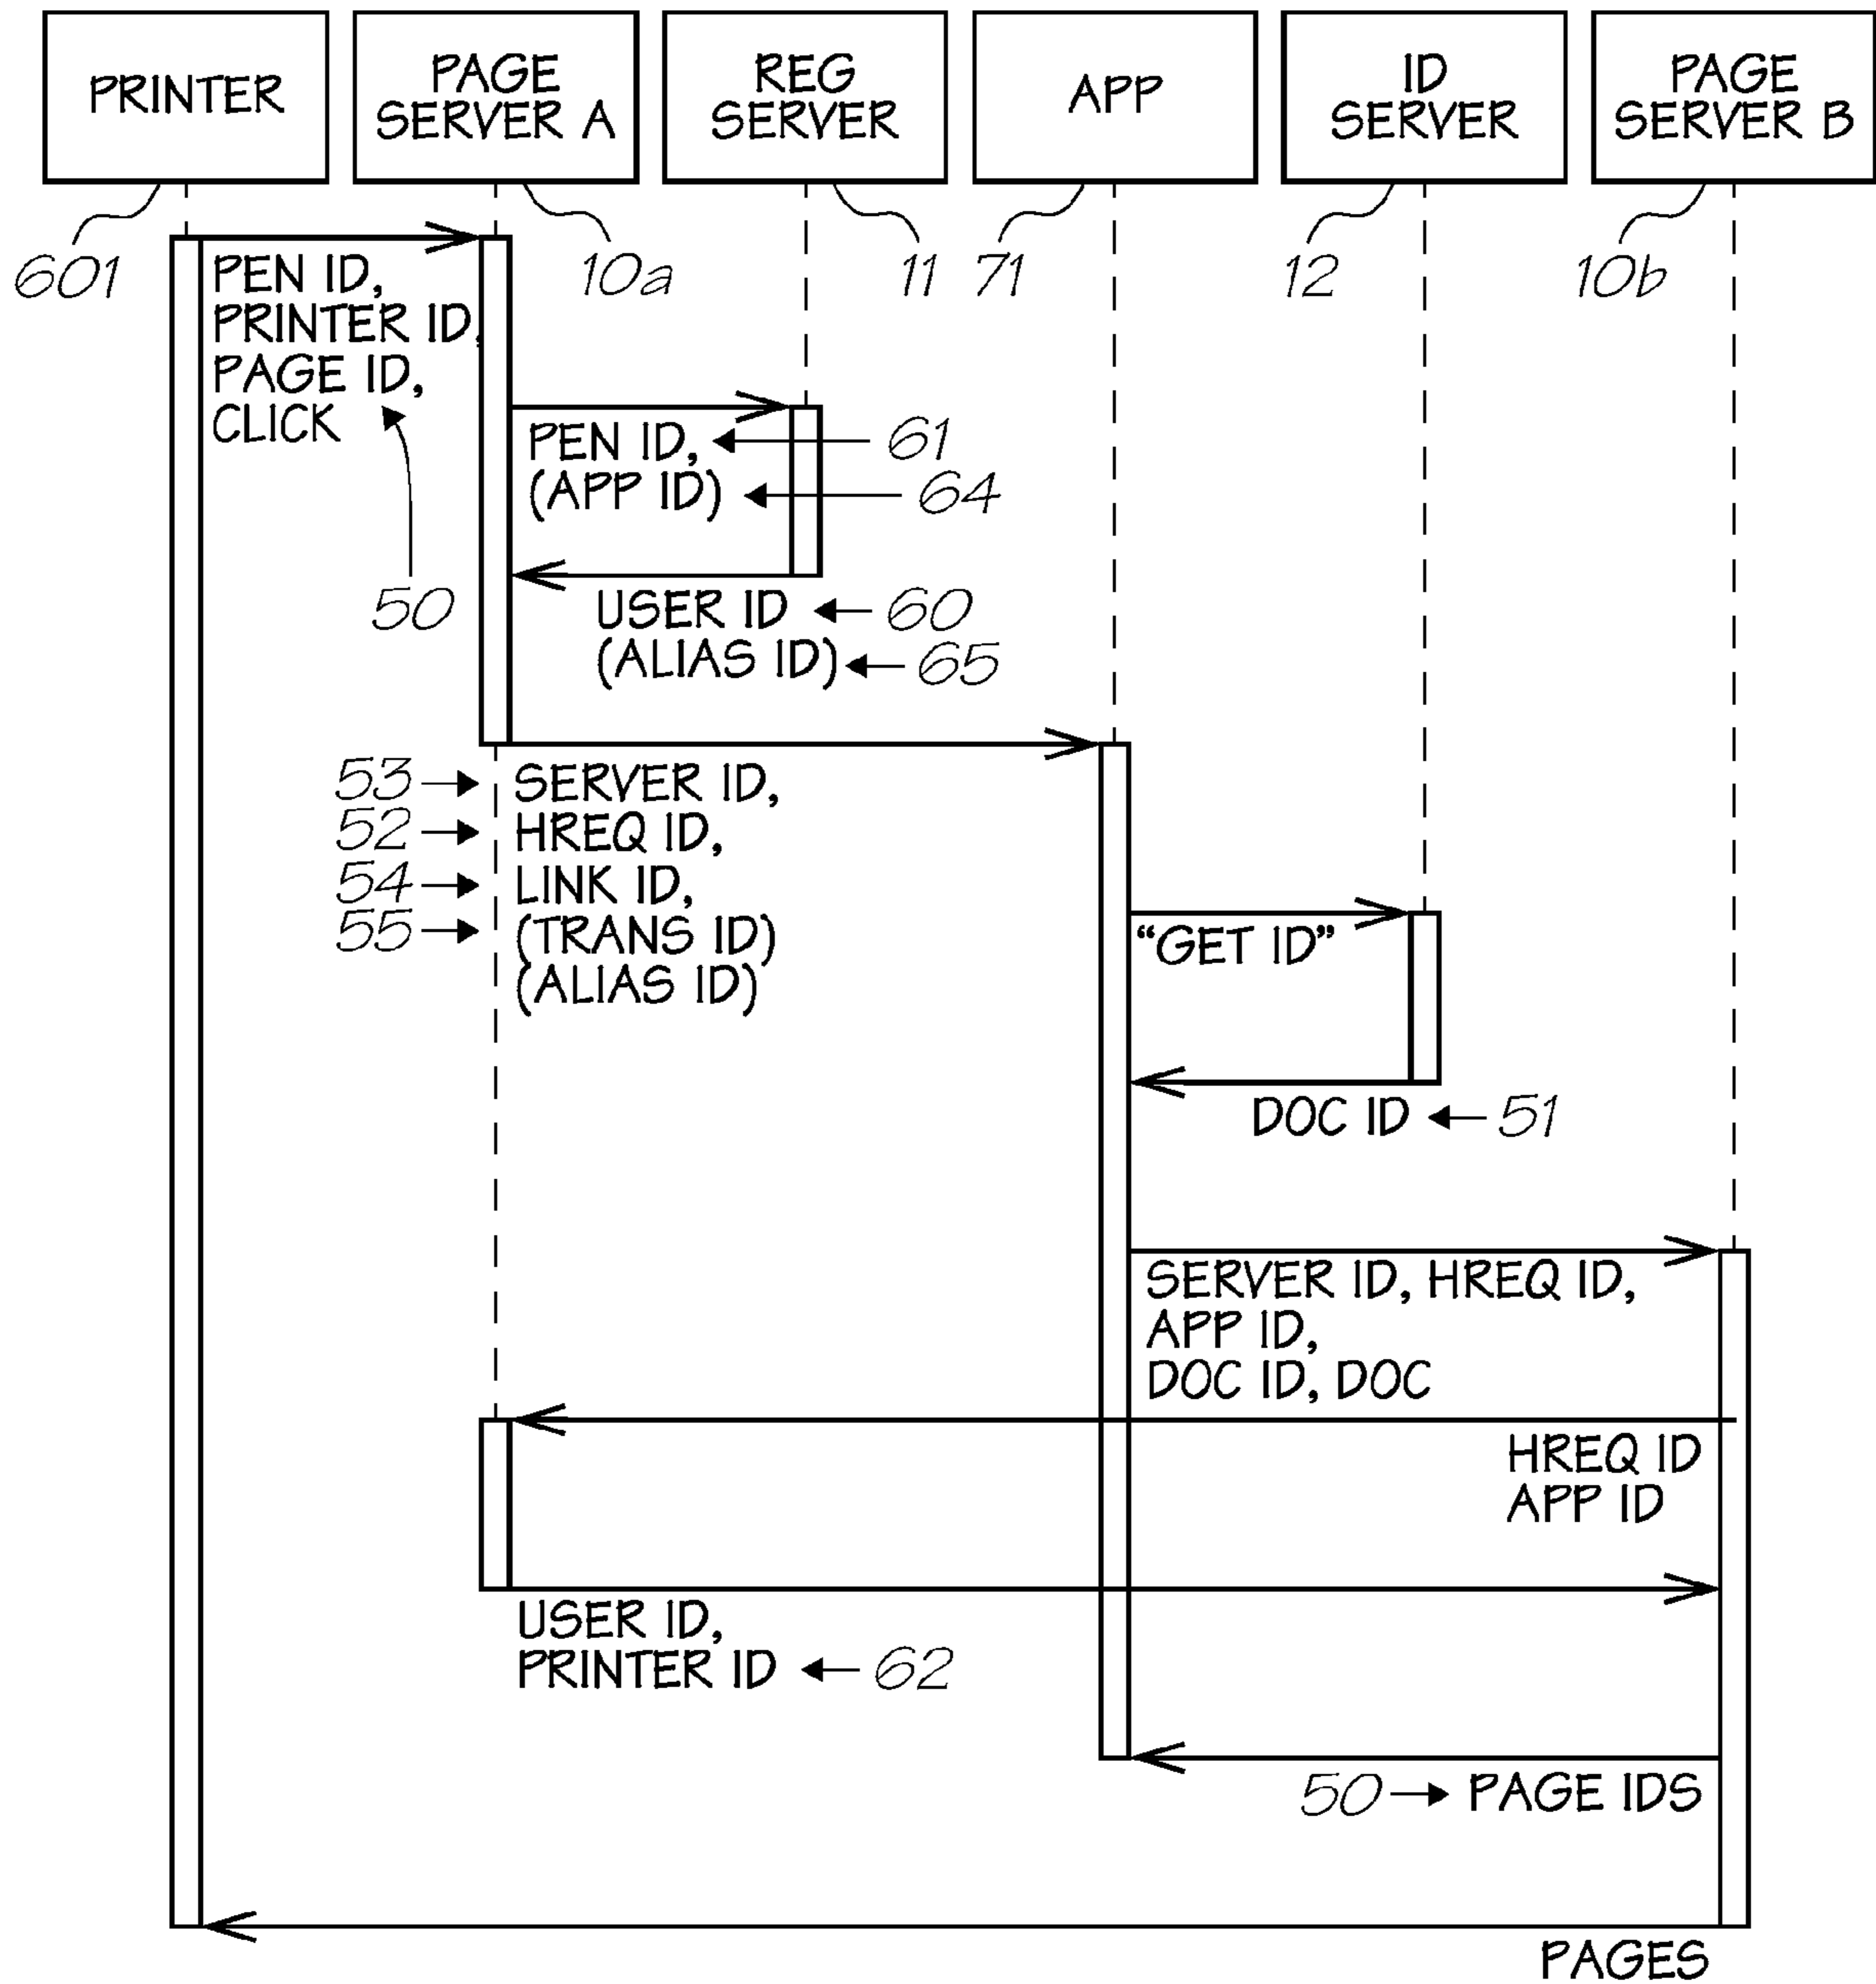 PRINTER
PAGE
SERVER A
REG
SERVER
APP
ID
SERVER
PAGE
SERVER B
601
10a
11
71
12
10b
PEN ID,
PRINTER ID,
PAGE ID,
CLICK
50
PEN ID,
(APP ID)
61
64
USER ID
(ALIAS ID)
60
65
53
52
54
55
SERVER ID,
HREQ ID,
LINK ID,
(TRANS ID)
(ALIAS ID)
“GET ID”
DOC ID
51
SERVER ID, HREQ ID,
APP ID,
DOC ID, DOC
HREQ ID
APP ID
USER ID,
PRINTER ID
62
50
PAGE IDS
PAGES